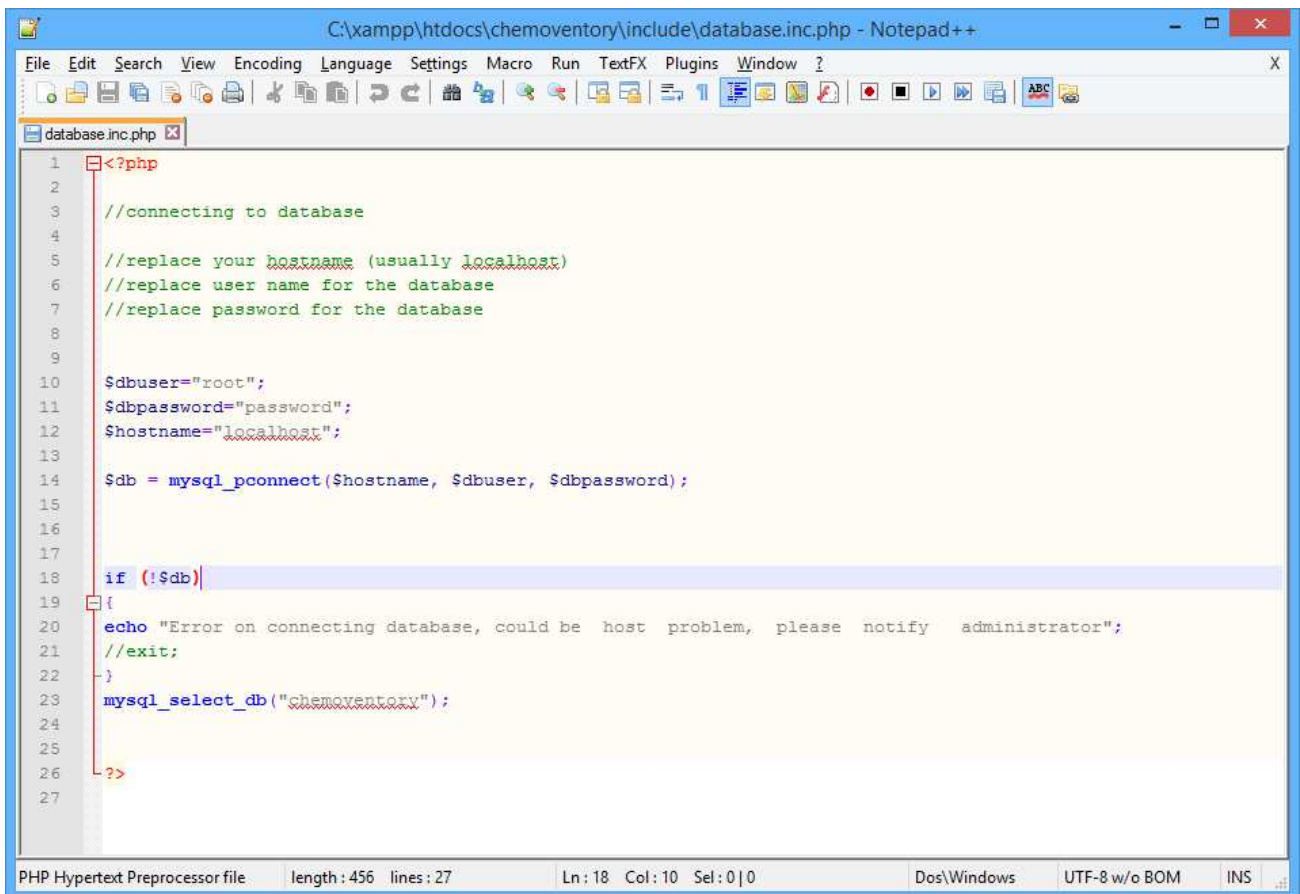 C:\xampp\htdocs\chemoventory\include\database.inc.php - Notepad++
File Edit Search View Encoding Language Settings Macro Run TextFX Plugins Window ? X
ABC
database.inc.php
1 <?php
2
3 //connecting to database
4
5 //replace your hostname (usually localhost)
6 //replace user name for the database
7 //replace password for the database
8
9
10 $dbuser="root";
11 $dbpassword="password";
12 $hostname="localhost";
13
14 $db = mysql_pconnect($hostname, $dbuser, $dbpassword);
15
16
17
18 if (!$db)
19 {
20 echo "Error on connecting database, could be  host  problem,  please  notify   administrator";
21 //exit;
22 }
23 mysql_select_db("chemoventory");
24
25
26 ?>
27
PHP Hypertext Preprocessor file length : 456 lines : 27 Ln : 18 Col : 10 Sel : 0 | 0 Dos\Windows UTF-8 w/o BOM INS